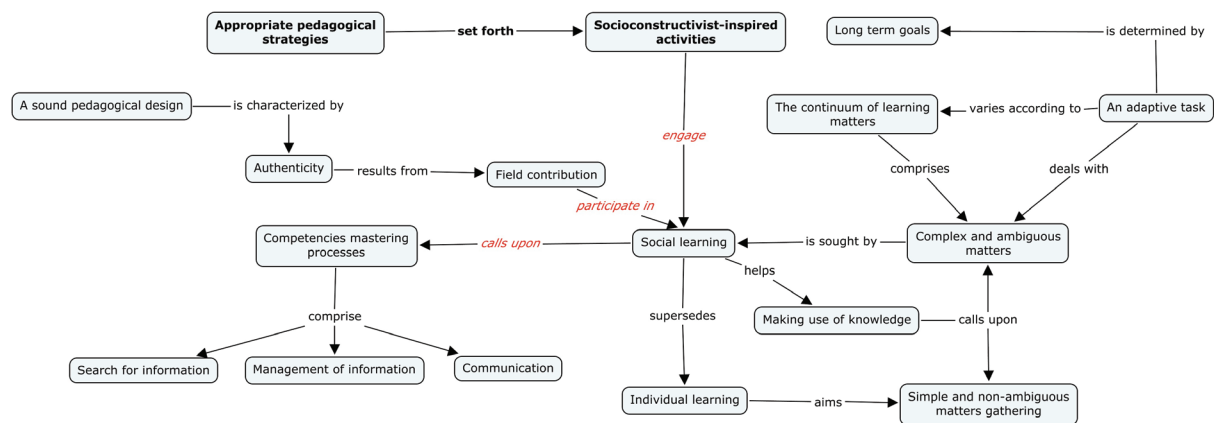 Appropriate pedagogical
strategies
set forth
Socioconstructivist-inspired
activities
Long term goals
is determined by
A sound pedagogical design
is characterized by
engage
The continuum of learning
matters
varies according to
An adaptive task
Authenticity
results from
Field contribution
comprises
deals with
participate in
Competencies mastering
processes
calls upon
Social learning
is sought by
Complex and ambiguous
matters
helps
comprise
supersedes
Making use of knowledge
calls upon
Search for information
Management of information
Communication
Individual learning
aims
Simple and non-ambiguous
matters gathering